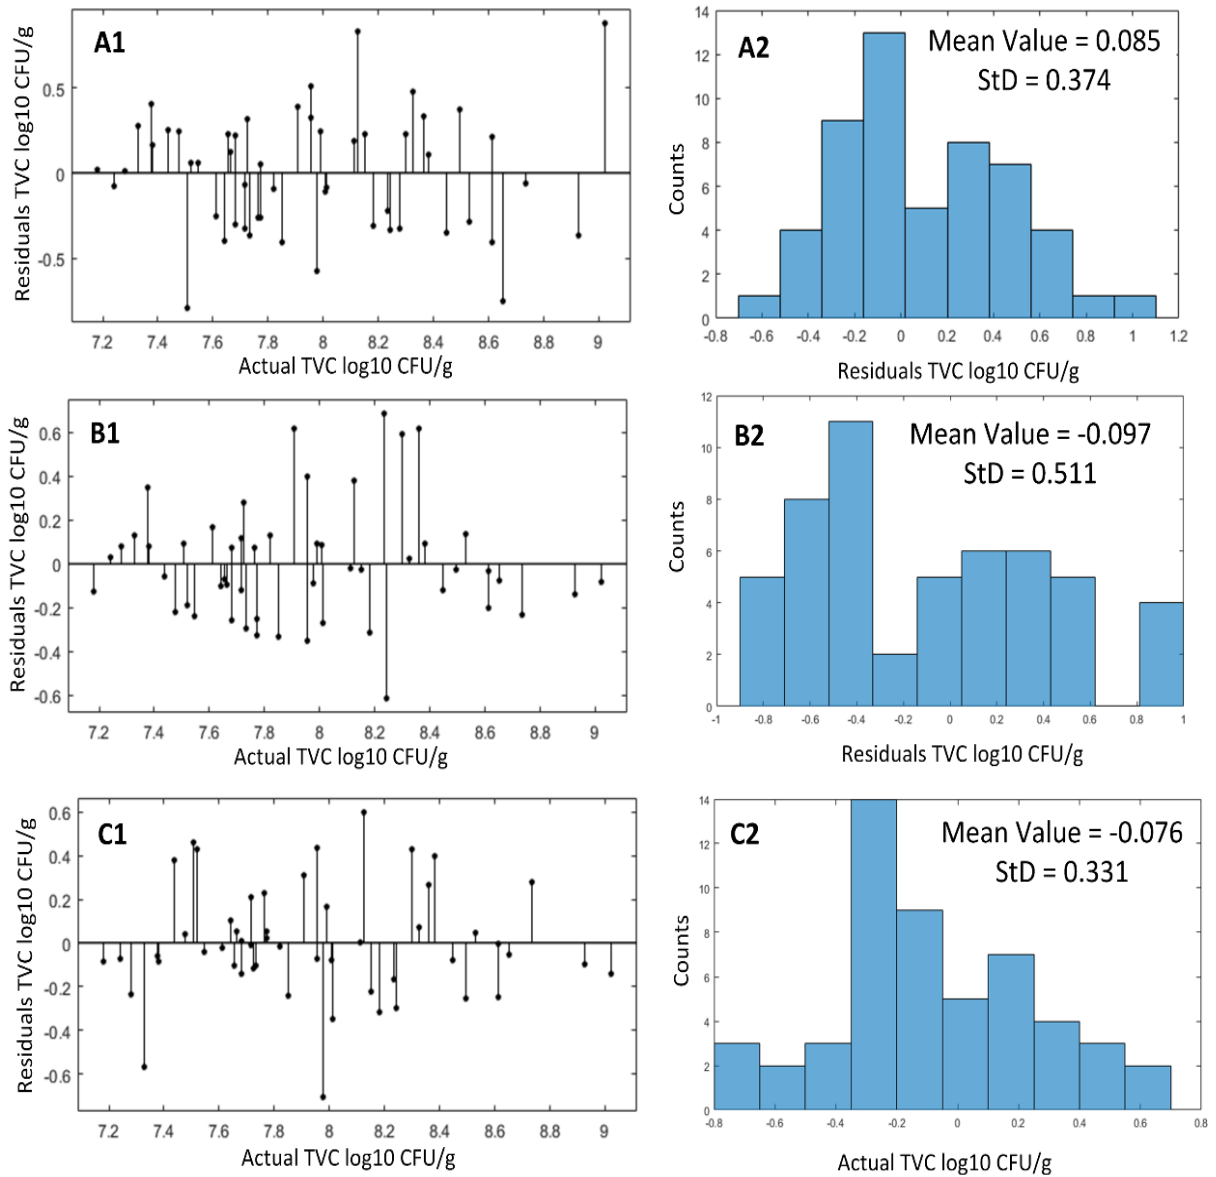 A1
Residuals TVC log10 CFU/g
0.5
0
-0.5
7.2 7.4 7.6 7.8 8 8.2 8.4 8.6 8.8 9
Actual TVC log10 CFU/g
A2
Mean Value = 0.085
StD = 0.374
Counts
14
12
10
8
6
4
2
0
-0.8 -0.6 -0.4 -0.2 0 0.2 0.4 0.6 0.8 1 1.2
Residuals TVC log10 CFU/g
B1
Residuals TVC log10 CFU/g
0.6
0.4
0.2
0
-0.2
-0.4
-0.6
7.2 7.4 7.6 7.8 8 8.2 8.4 8.6 8.8 9
Actual TVC log10 CFU/g
B2
Mean Value = -0.097
StD = 0.511
Counts
12
10
8
6
4
2
0
-1 -0.8 -0.6 -0.4 -0.2 0 0.2 0.4 0.6 0.8 1
Residuals TVC log10 CFU/g
C1
Residuals TVC log10 CFU/g
0.6
0.4
0.2
0
-0.2
-0.4
-0.6
7.2 7.4 7.6 7.8 8 8.2 8.4 8.6 8.8 9
Actual TVC log10 CFU/g
C2
Mean Value = -0.076
StD = 0.331
Counts
14
12
10
8
6
4
2
0
-0.8 -0.6 -0.4 -0.2 0 0.2 0.4 0.6 0.8
Actual TVC log10 CFU/g